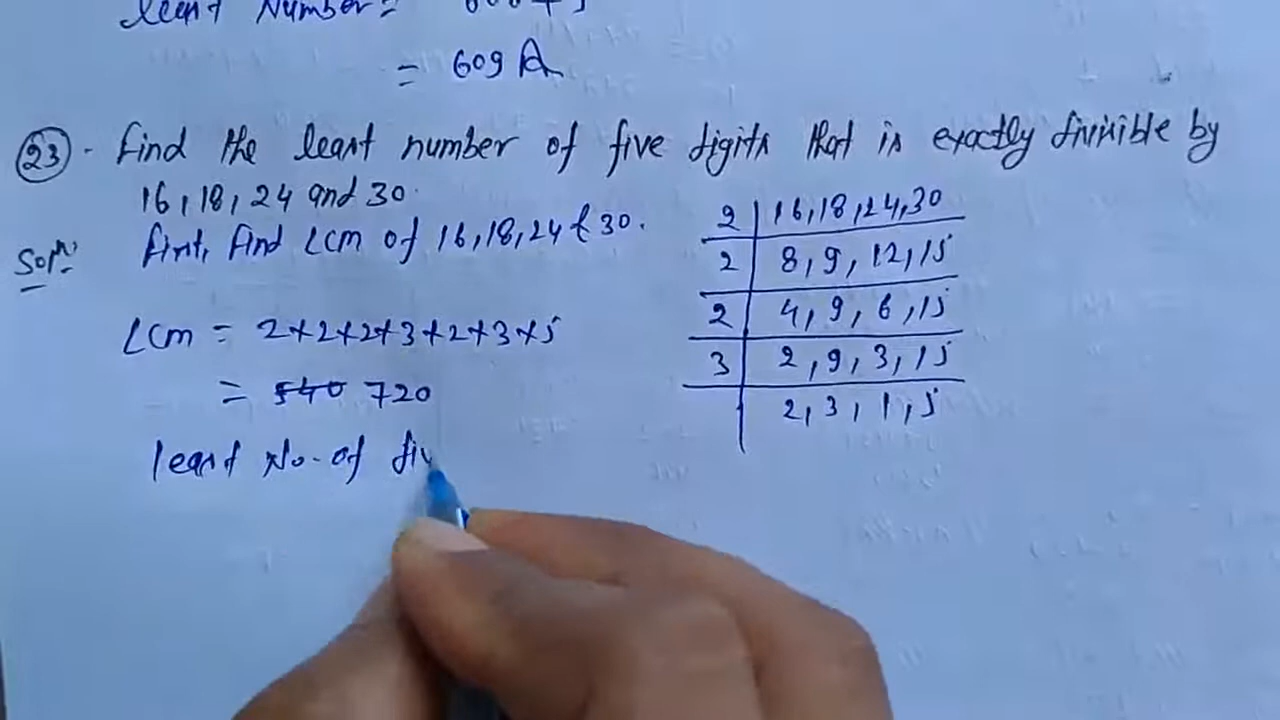 least Number =
= 609 A
(23) - Find the least number of five digits that is exactly divisible by
16, 18, 24 and 30.
Solⁿ: First, Find LCM of 16, 18, 24 & 30.
LCM = 2×2×2×3×2×3×5
= 540 720
least No. of fiv
2 | 16, 18, 24, 30
2 | 8, 9, 12, 15
2 | 4, 9, 6, 15
3 | 2, 9, 3, 15
| 2, 3, 1, 5